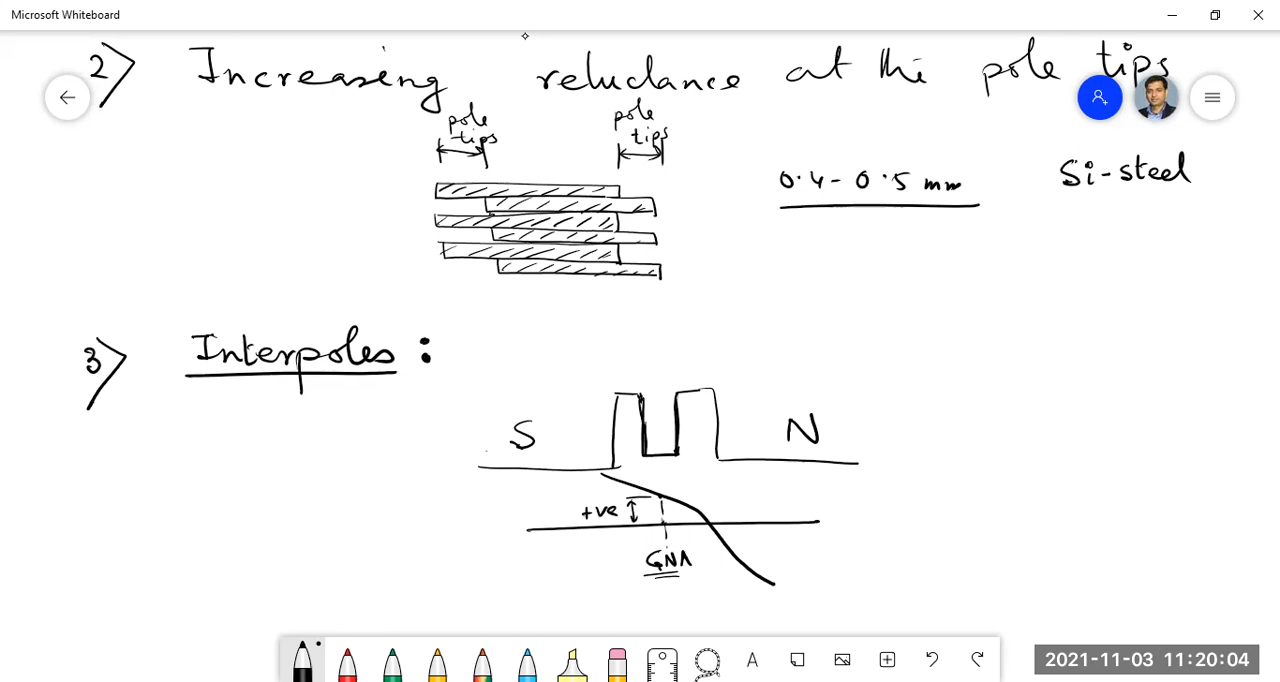 Microsoft Whiteboard
2) Increasing reluctance at the pole tips
pole tips
pole tips
0.4 - 0.5 mm
Si-steel
3) Interpoles :
S
N
+ve
GNA
A
2021-11-03 11:20:04